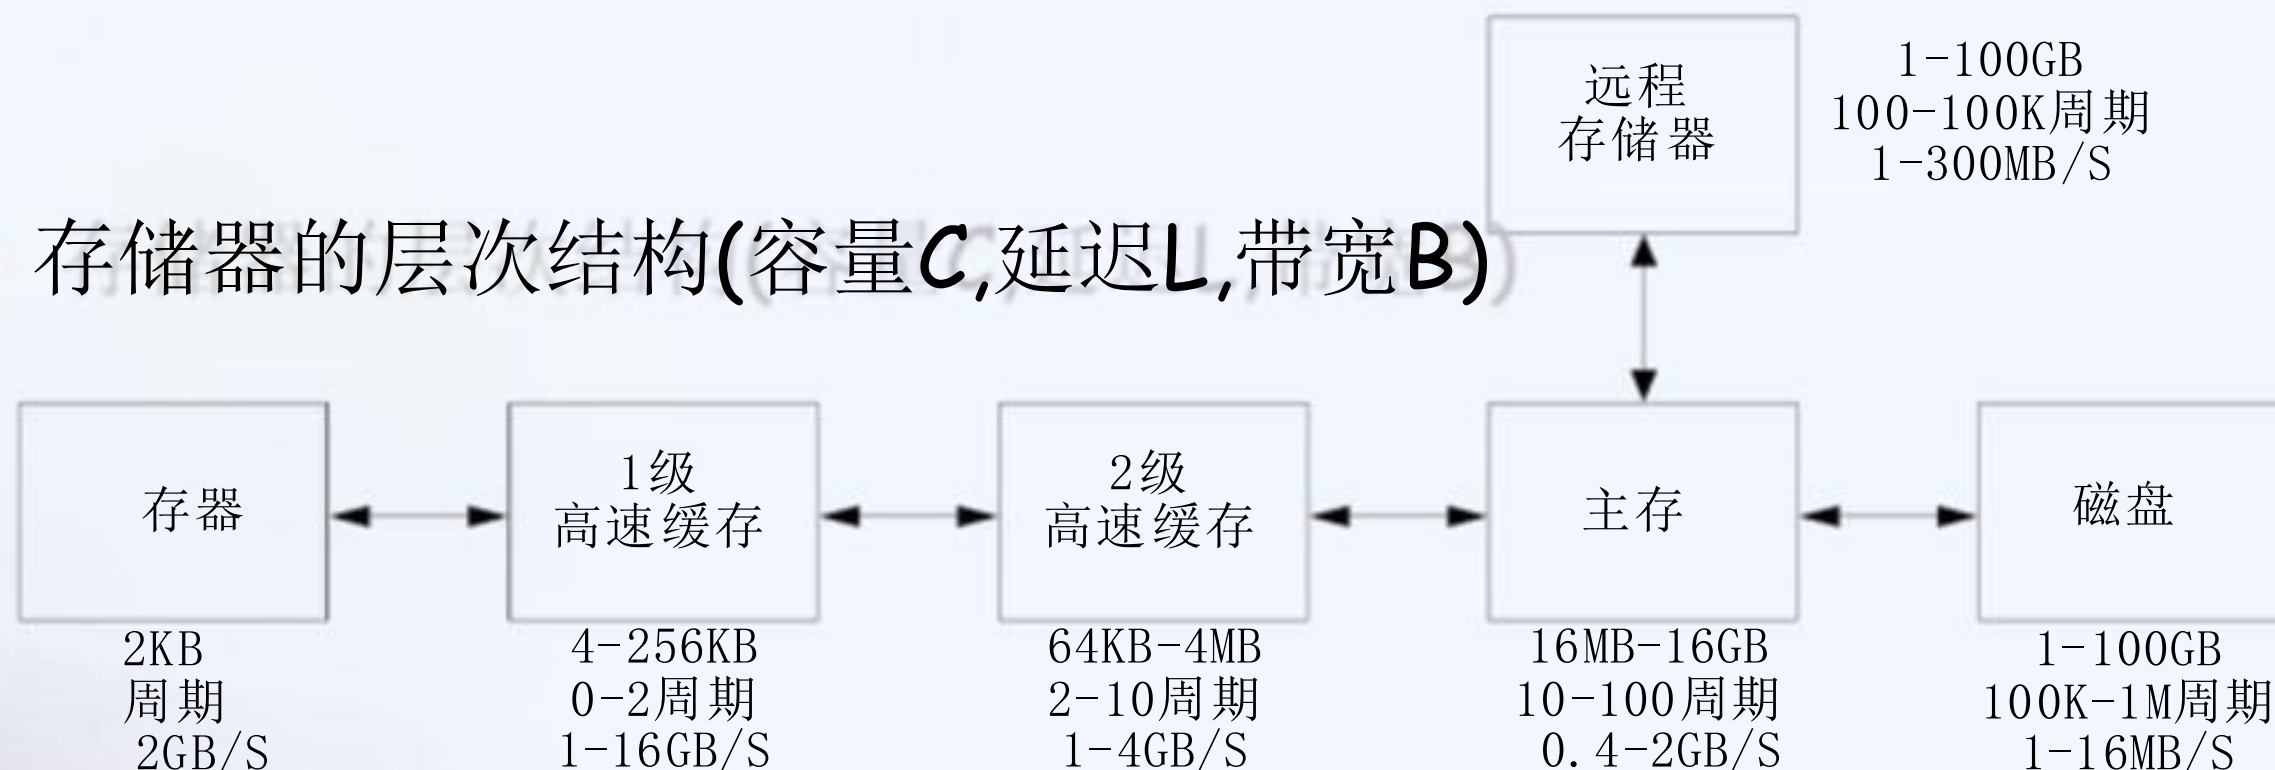 远程
存储器
1-100GB
100-100K周期
1-300MB/S
存储器的层次结构(容量C,延迟L,带宽B)
存器
2KB
周期
2GB/S
1级
高速缓存
4-256KB
0-2周期
1-16GB/S
2级
高速缓存
64KB-4MB
2-10周期
1-4GB/S
主存
16MB-16GB
10-100周期
0.4-2GB/S
磁盘
1-100GB
100K-1M周期
1-16MB/S